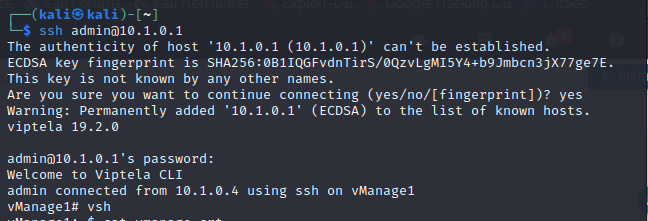 ┌──(kali㉿kali)-[~]
└─$ ssh admin@10.1.0.1
The authenticity of host '10.1.0.1 (10.1.0.1)' can't be established.
ECDSA key fingerprint is SHA256:0B1IQGFvdnTirS/0QzvLgMI5Y4+b9Jmbcn3jX77ge7E.
This key is not known by any other names.
Are you sure you want to continue connecting (yes/no/[fingerprint])? yes
Warning: Permanently added '10.1.0.1' (ECDSA) to the list of known hosts.
viptela 19.2.0
admin@10.1.0.1's password:
Welcome to Viptela CLI
admin connected from 10.1.0.4 using ssh on vManage1
vManage1# vsh